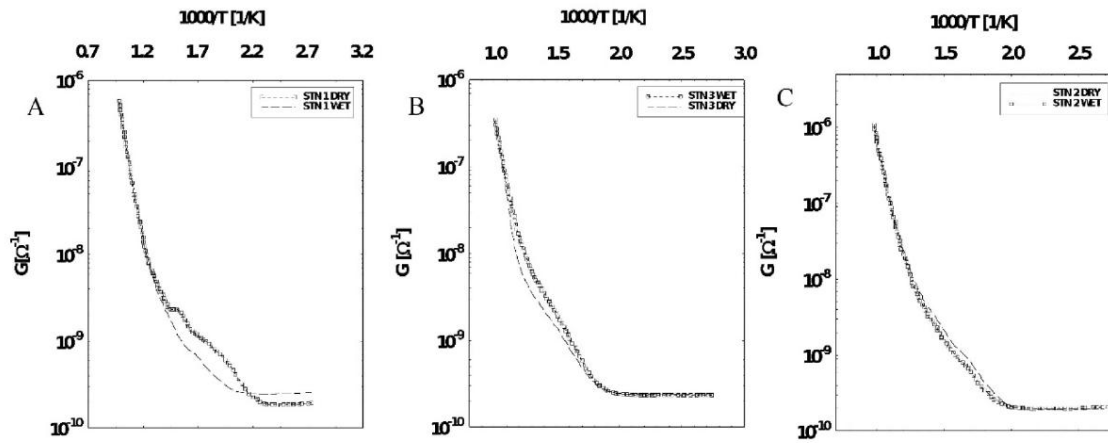 1000/T [1/K]
0.7 1.2 1.7 2.2 2.7 3.2
A
STN 1 DRY
STN 1 WET
10⁻⁶
10⁻⁷
10⁻⁸
10⁻⁹
10⁻¹⁰
G[Ω⁻¹]
1000/T [1/K]
1.0 1.5 2.0 2.5 3.0
B
STN 3 WET
STN 3 DRY
10⁻⁶
10⁻⁷
10⁻⁸
10⁻⁹
10⁻¹⁰
G [Ω⁻¹]
1000/T [1/K]
1.0 1.5 2.0 2.5
C
STN 2 DRY
STN 2 WET
10⁻⁶
10⁻⁷
10⁻⁸
10⁻⁹
10⁻¹⁰
G [Ω⁻¹]